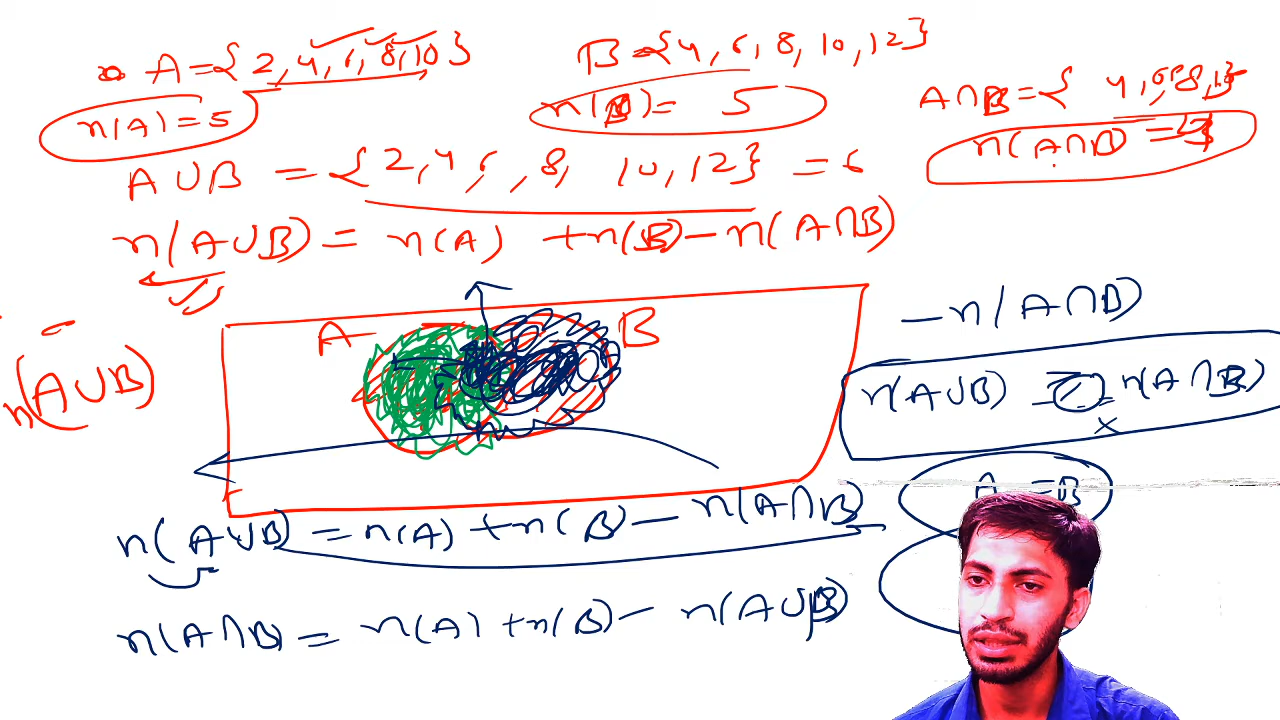 A = {2, 4, 6, 8, 10}
B = {4, 6, 8, 10, 12}
n(A) = 5
n(B) = 5
A∩B = { 4, 6, 8, }
n(A∩B) =
A∪B = {2, 4, 6, 8, 10, 12} = 6
n(A∪B) = n(A) + n(B) - n(A∩B)
A
B
n(A∪B)
- n(A∩B)
n(A∪B) = n(A∩B)
x
A = B
n(A∪B) = n(A) + n(B) - n(A∩B)
n(A∩B) = n(A) + n(B) - n(A∪B)